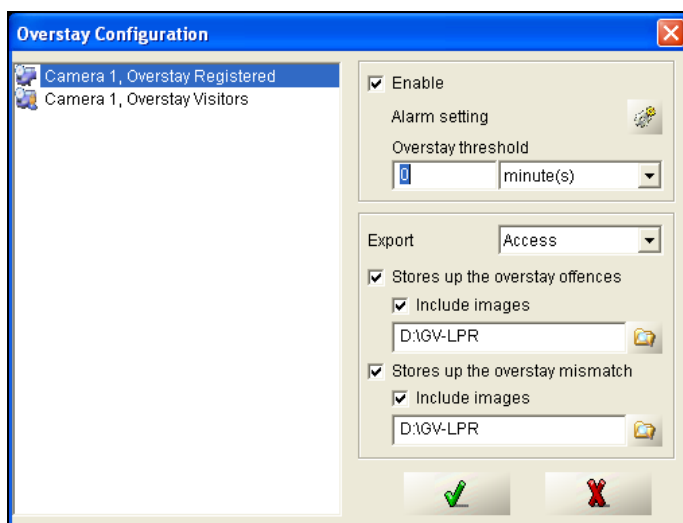 Overstay Configuration
Camera 1, Overstay Registered
Camera 1, Overstay Visitors
Enable
Alarm setting
Overstay threshold
0 minute(s)
Export Access
Stores up the overstay offences
Include images
D:\GV-LPR
Stores up the overstay mismatch
Include images
D:\GV-LPR